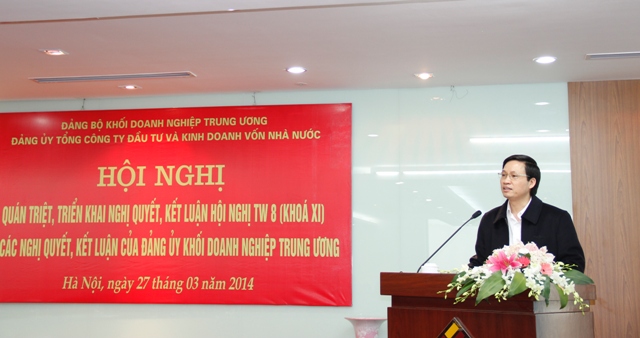 ĐẢNG BỘ KHỐI DOANH NGHIỆP TRUNG ƯƠNG
ĐẢNG ỦY TỔNG CÔNG TY ĐẦU TƯ VÀ KINH DOANH VỐN NHÀ NƯỚC
HỘI NGHỊ
QUÁN TRIỆT, TRIỂN KHAI NGHỊ QUYẾT, KẾT LUẬN HỘI NGHỊ TW 8 (KHOÁ XI)
CÁC NGHỊ QUYẾT, KẾT LUẬN CỦA ĐẢNG ỦY KHỐI DOANH NGHIỆP TRUNG ƯƠNG
Hà Nội, ngày 27 tháng 03 năm 2014